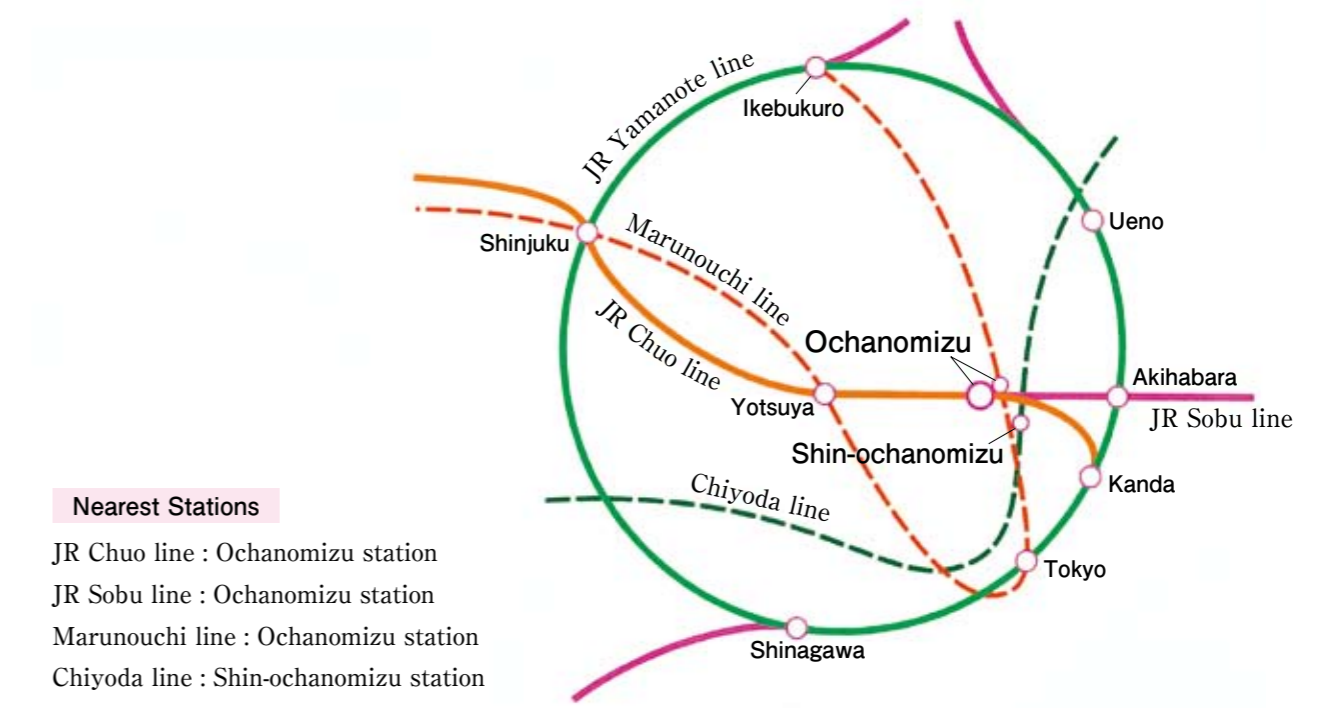 JR Yamanote line
Ikebukuro
Ueno
Shinjuku
Marunouchi line
JR Chuo line
Ochanomizu
Akihabara
Yotsuya
JR Sobu line
Shin-ochanomizu
Chiyoda line
Kanda
Tokyo
Shinagawa
Nearest Stations
JR Chuo line : Ochanomizu station
JR Sobu line : Ochanomizu station
Marunouchi line : Ochanomizu station
Chiyoda line : Shin-ochanomizu station